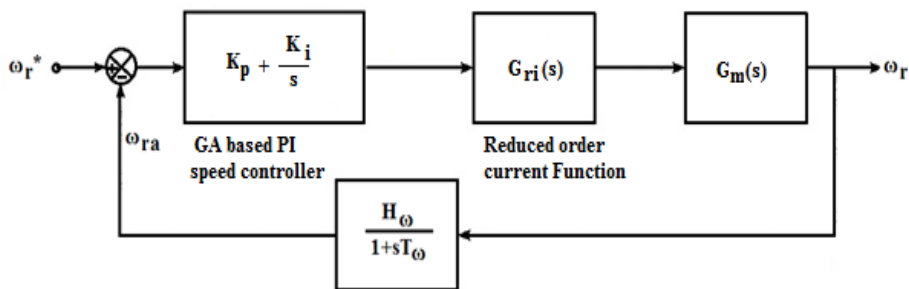 ωr*
+
−
Kp + Ki/s
Gri(s)
Gm(s)
ωr
ωra
GA based PI
speed controller
Reduced order
current Function
Hω
1+sTω